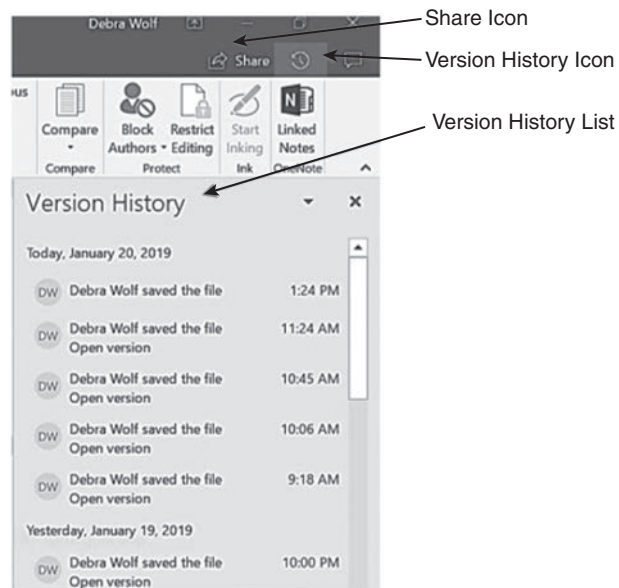 Debra Wolf
Share Icon
Share
Version History Icon
us
Compare
Block Authors
Restrict Editing
Start Inking
Linked Notes
Compare
Protect
Ink
OneNote
Version History List
Version History
Today, January 20, 2019
DW Debra Wolf saved the file 1:24 PM
DW Debra Wolf saved the file 11:24 AM
Open version
DW Debra Wolf saved the file 10:45 AM
Open version
DW Debra Wolf saved the file 10:06 AM
Open version
DW Debra Wolf saved the file 9:18 AM
Open version
Yesterday, January 19, 2019
DW Debra Wolf saved the file 10:00 PM
Open version